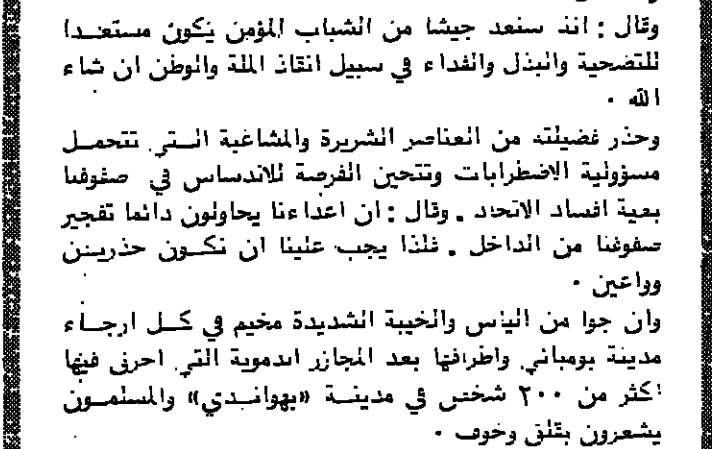 وقال : اننا سنعد جيشا من الشباب المؤمن يكون مستعدا
للتضحية والبذل والفداء في سبيل انقاذ الملة والوطن ان شاء
الله .
وحذر فضيلته من العناصر الشريرة والمشاغبة التي تتحمل
مسؤولية الاضطرابات وتتحين الفرصة للاندساس في صفوفنا
بغية افساد الاتحاد . وقال : ان اعداءنا يحاولون دائما تفجير
صفوفنا من الداخل . فلذا يجب علينا ان نكون حذرين
وواعين .
وان جوا من اليأس والخيبة الشديدة مخيم في كل ارجاء
مدينة بومباي واطرافها بعد المجازر الدموية التي احرق فيها
اكثر من ٢٠٠ شخص في مدينة «بهواندي» والمسلمون
يشعرون بقلق وخوف .